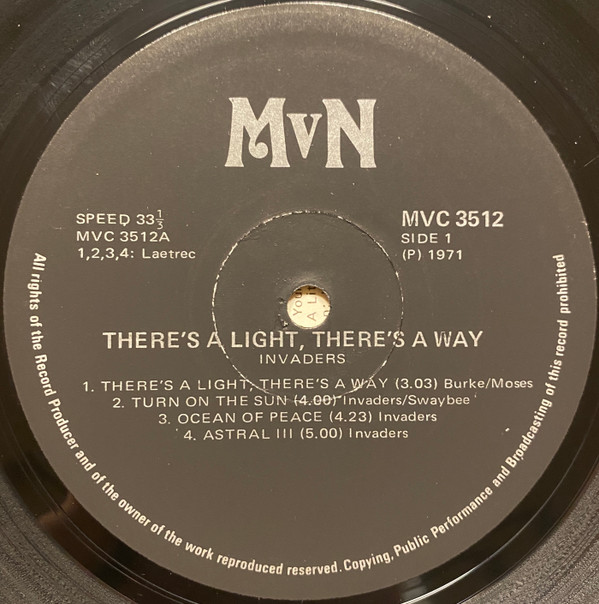 MvN
SPEED 33⅓
MVC 3512A
1,2,3,4: Laetrec
MVC 3512
SIDE 1
(P) 1971
THERE'S A LIGHT, THERE'S A WAY
INVADERS
1. THERE'S A LIGHT, THERE'S A WAY (3.03) Burke/Moses
2. TURN ON THE SUN (4.00) Invaders/Swaybee
3. OCEAN OF PEACE (4.23) Invaders
4. ASTRAL III (5.00) Invaders
All rights of the Record Producer and of the owner of the work reproduced reserved. Copying, Public Performance and Broadcasting of this record prohibited